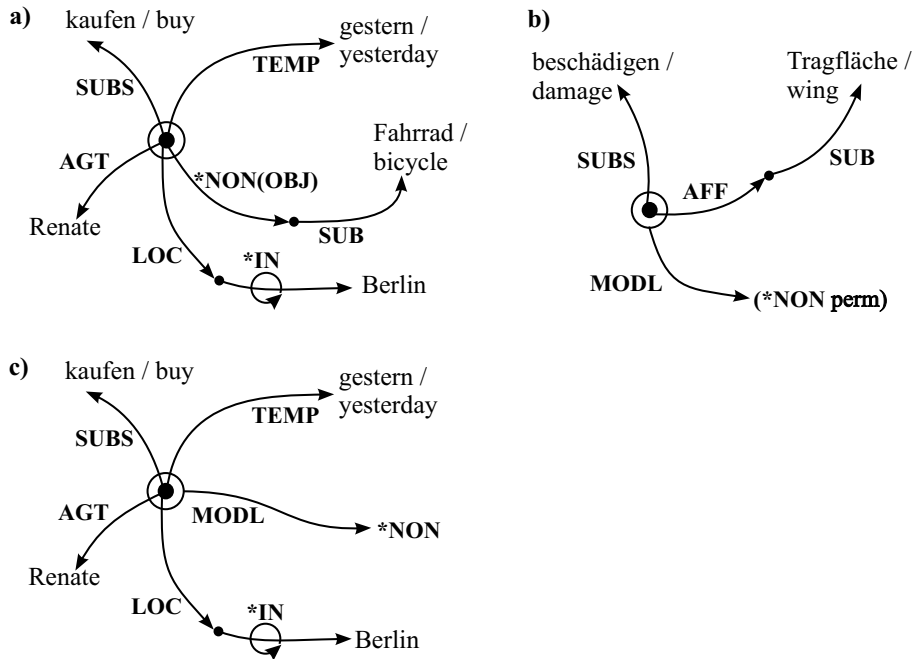 a)
kaufen / buy
gestern /
yesterday
TEMP
SUBS
AGT
Fahrrad /
bicycle
*NON(OBJ)
Renate
SUB
LOC
*IN
Berlin
b)
beschädigen /
damage
Tragfläche /
wing
SUBS
SUB
AFF
MODL
(*NON perm)
c)
kaufen / buy
gestern /
yesterday
TEMP
SUBS
AGT
MODL
*NON
Renate
LOC
*IN
Berlin